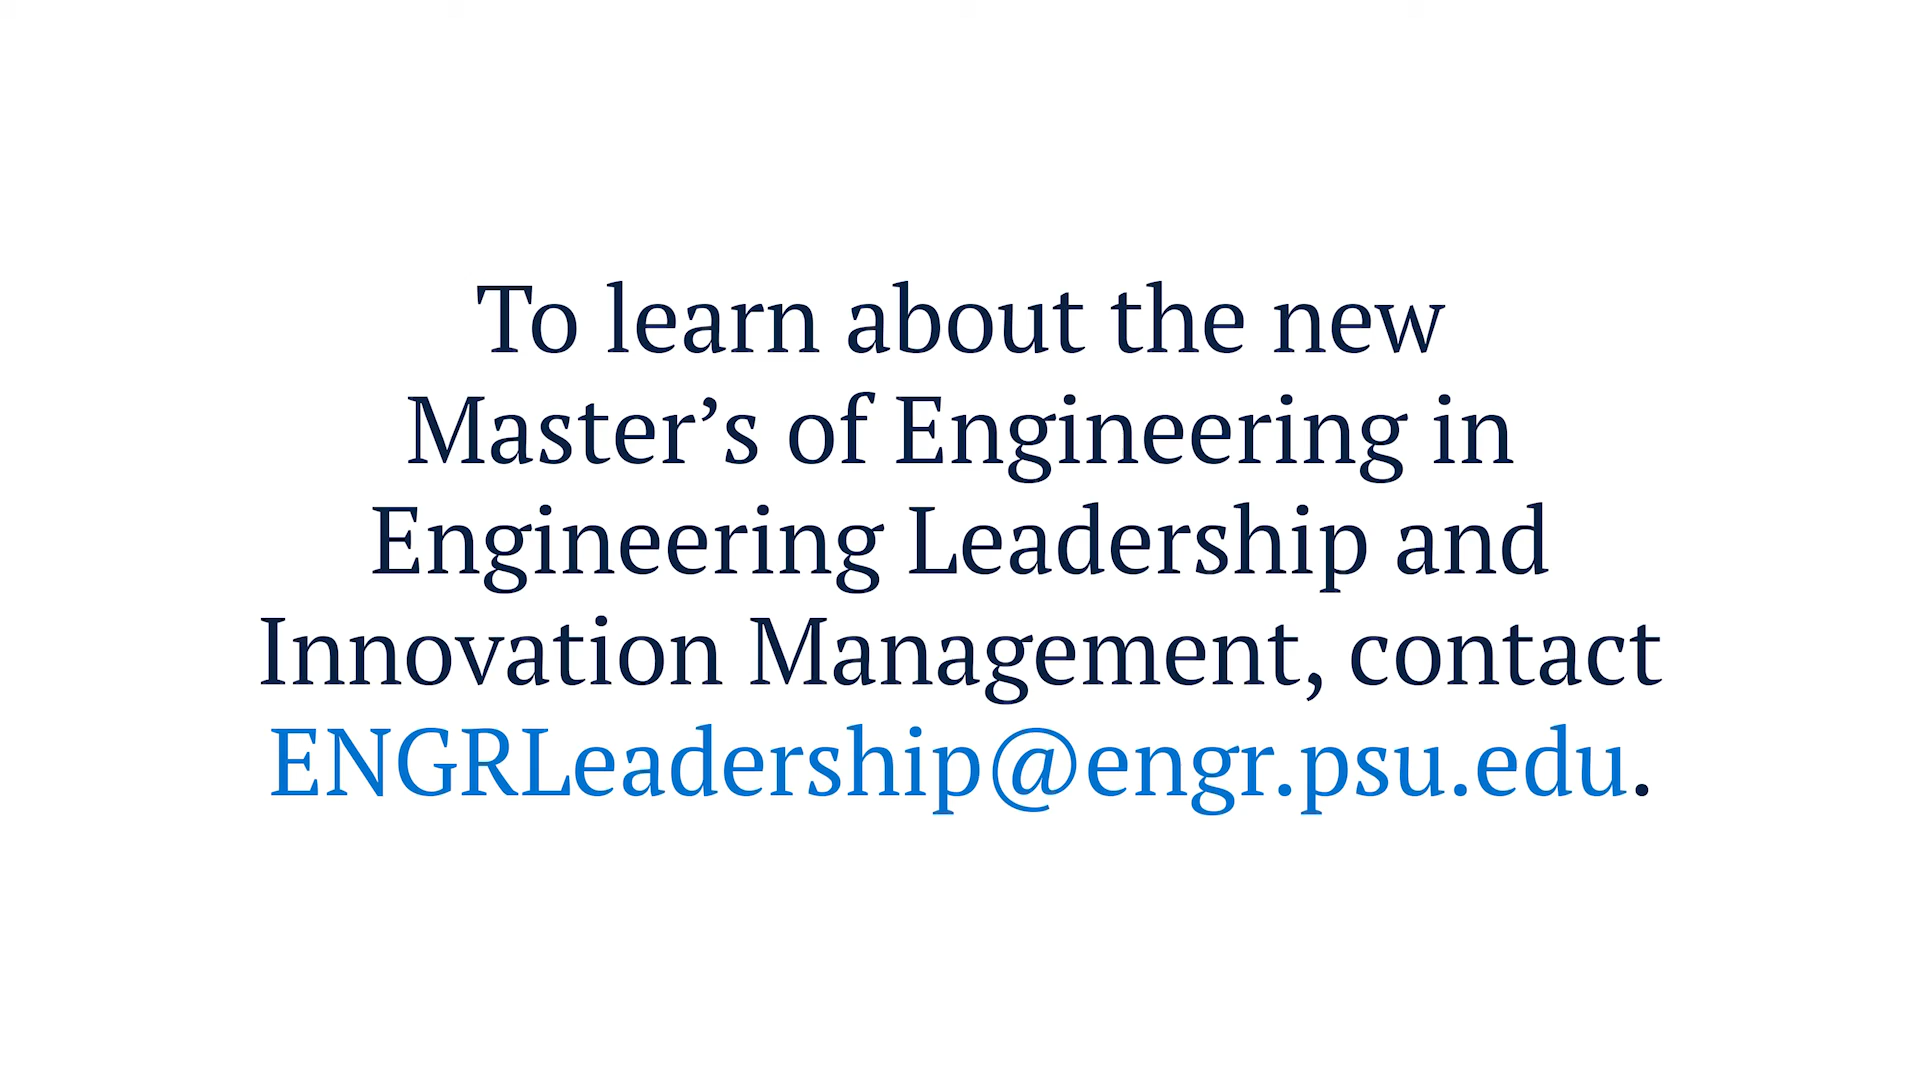 To learn about the new
Master’s of Engineering in
Engineering Leadership and
Innovation Management, contact
ENGRLeadership@engr.psu.edu.